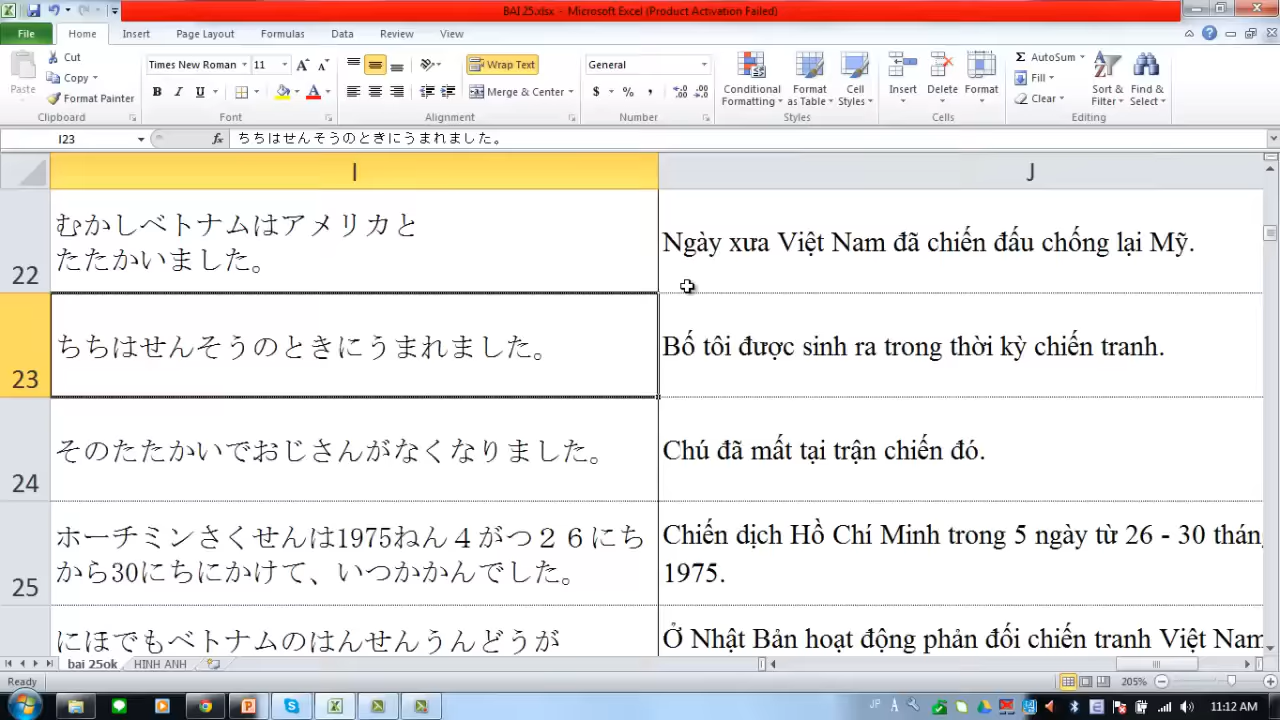 BAI 25.xlsx - Microsoft Excel (Product Activation Failed)
File Home Insert Page Layout Formulas Data Review View
Paste
Cut
Copy
Format Painter
Clipboard
Times New Roman 11
B I U
Font
Wrap Text
Merge & Center
Alignment
General
$ % ,
Number
Conditional Formatting
Format as Table
Cell Styles
Styles
Insert
Delete
Format
Cells
AutoSum
Fill
Clear
Sort & Filter
Find & Select
Editing
I23
fx ちちはせんそうのときにうまれました。
I J
22
むかしベトナムはアメリカと
たたかいました。
Ngày xưa Việt Nam đã chiến đấu chống lại Mỹ.
23
ちちはせんそうのときにうまれました。
Bố tôi được sinh ra trong thời kỳ chiến tranh.
24
そのたたかいでおじさんがなくなりました。
Chú đã mất tại trận chiến đó.
25
ホーチミンさくせんは1975ねん４がつ２６にち
から30にちにかけて、いつかかんでした。
Chiến dịch Hồ Chí Minh trong 5 ngày từ 26 - 30 thán
1975.
にほでもベトナムのはんせんうんどうが
Ở Nhật Bản hoạt động phản đối chiến tranh Việt Nam
bai 25ok HINH ANH
Ready
205%
JP A
11:12 AM